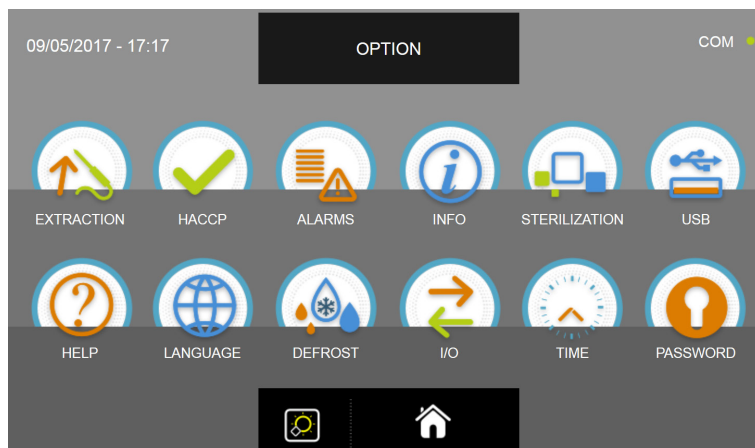 09/05/2017 - 17:17
OPTION
COM
EXTRACTION
HACCP
ALARMS
INFO
STERILIZATION
USB
HELP
LANGUAGE
DEFROST
I/O
TIME
PASSWORD